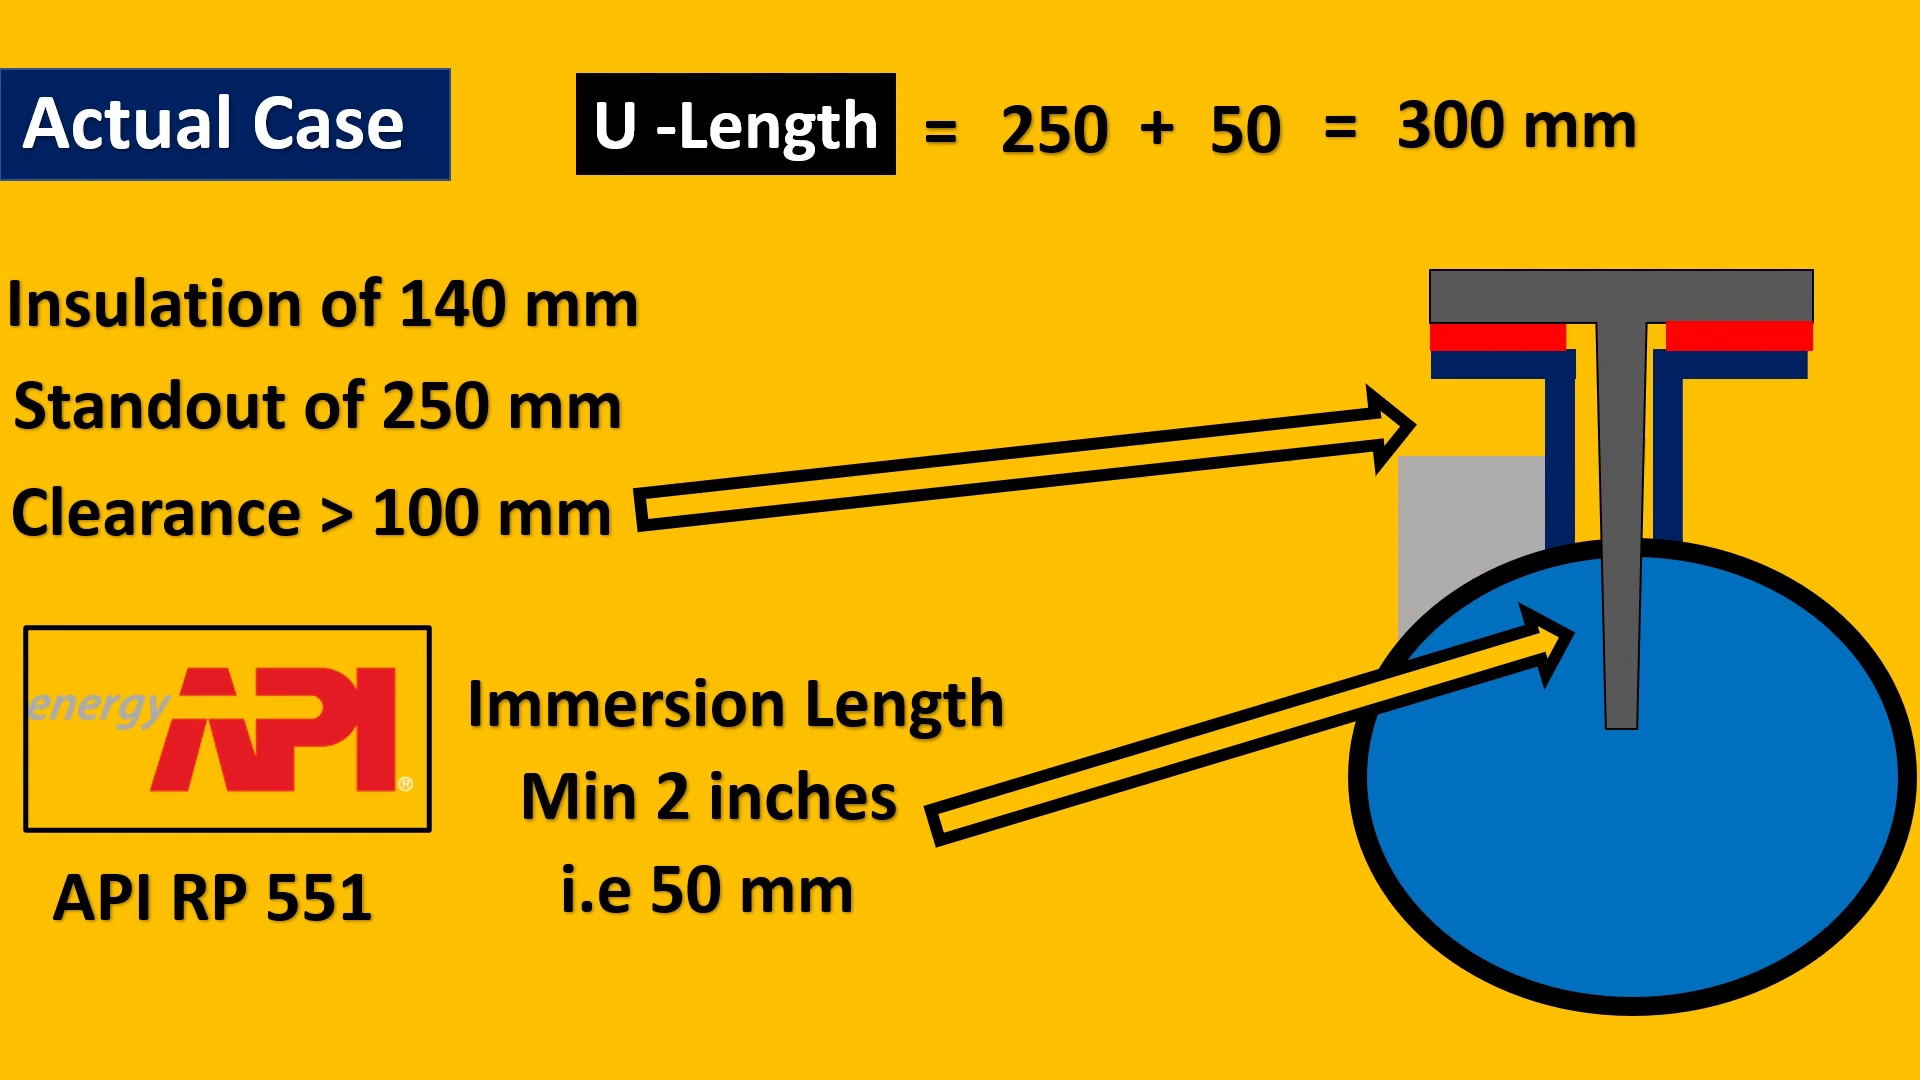 Actual Case
U -Length = 250 + 50 = 300 mm
Insulation of 140 mm
Standout of 250 mm
Clearance > 100 mm
energy API ®
API RP 551
Immersion Length
Min 2 inches
i.e 50 mm